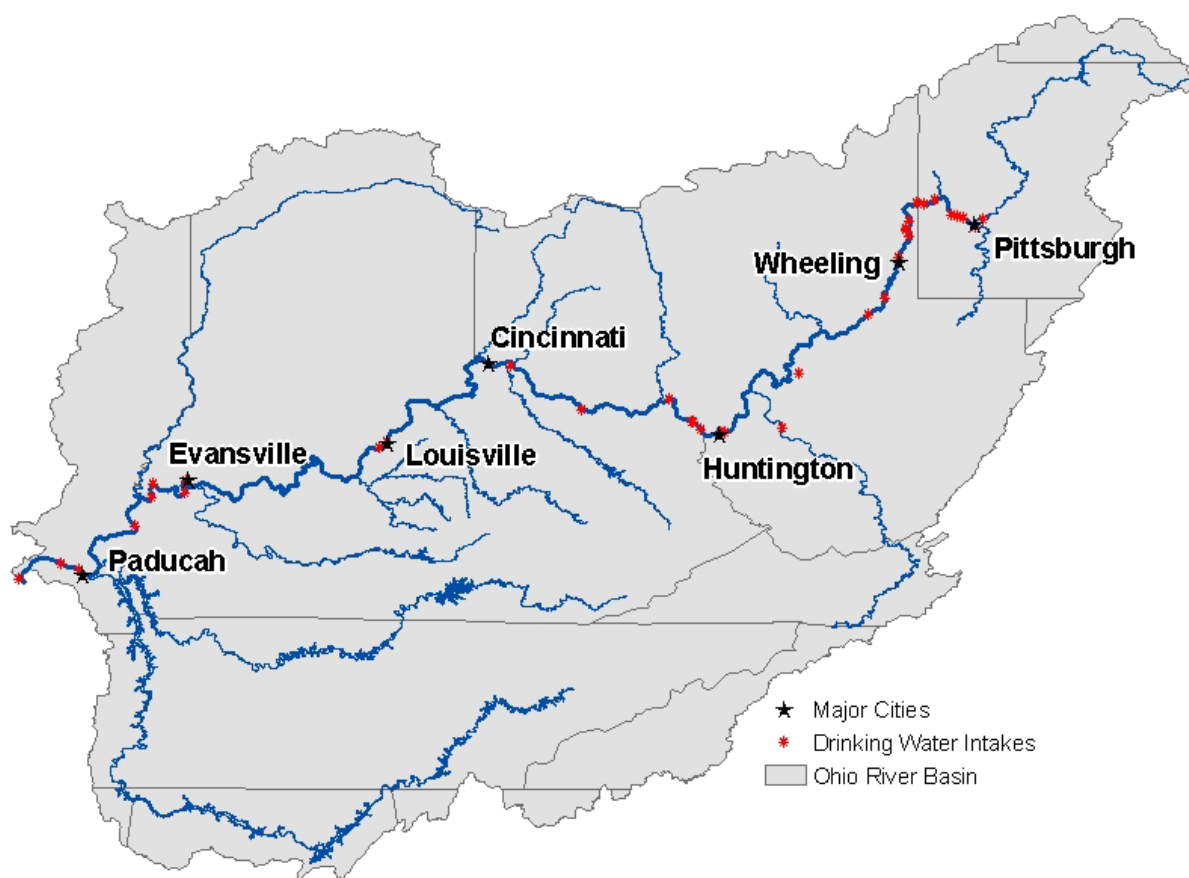 Pittsburgh
Wheeling
Cincinnati
Evansville
Louisville
Huntington
Paducah
Major Cities
Drinking Water Intakes
Ohio River Basin